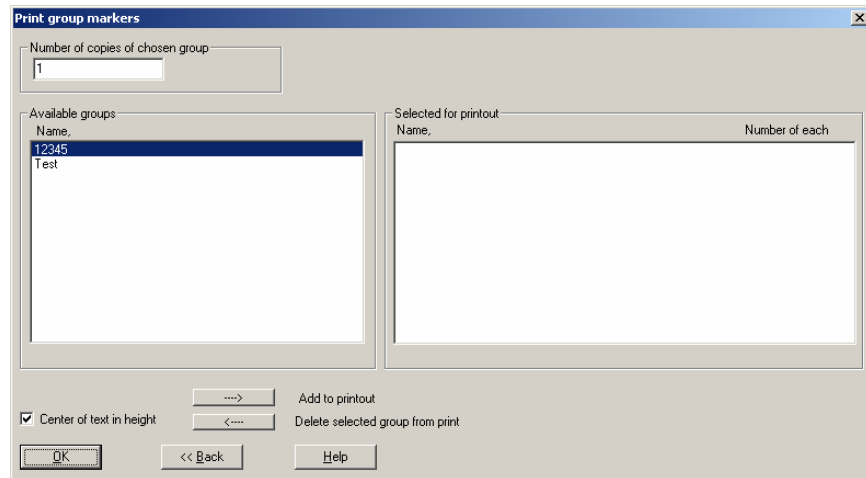 Print group markers
Number of copies of chosen group
1
Available groups
Name,
12345
Test
Selected for printout
Name, Number of each
----> Add to printout
Center of text in height
<---- Delete selected group from print
OK << Back Help